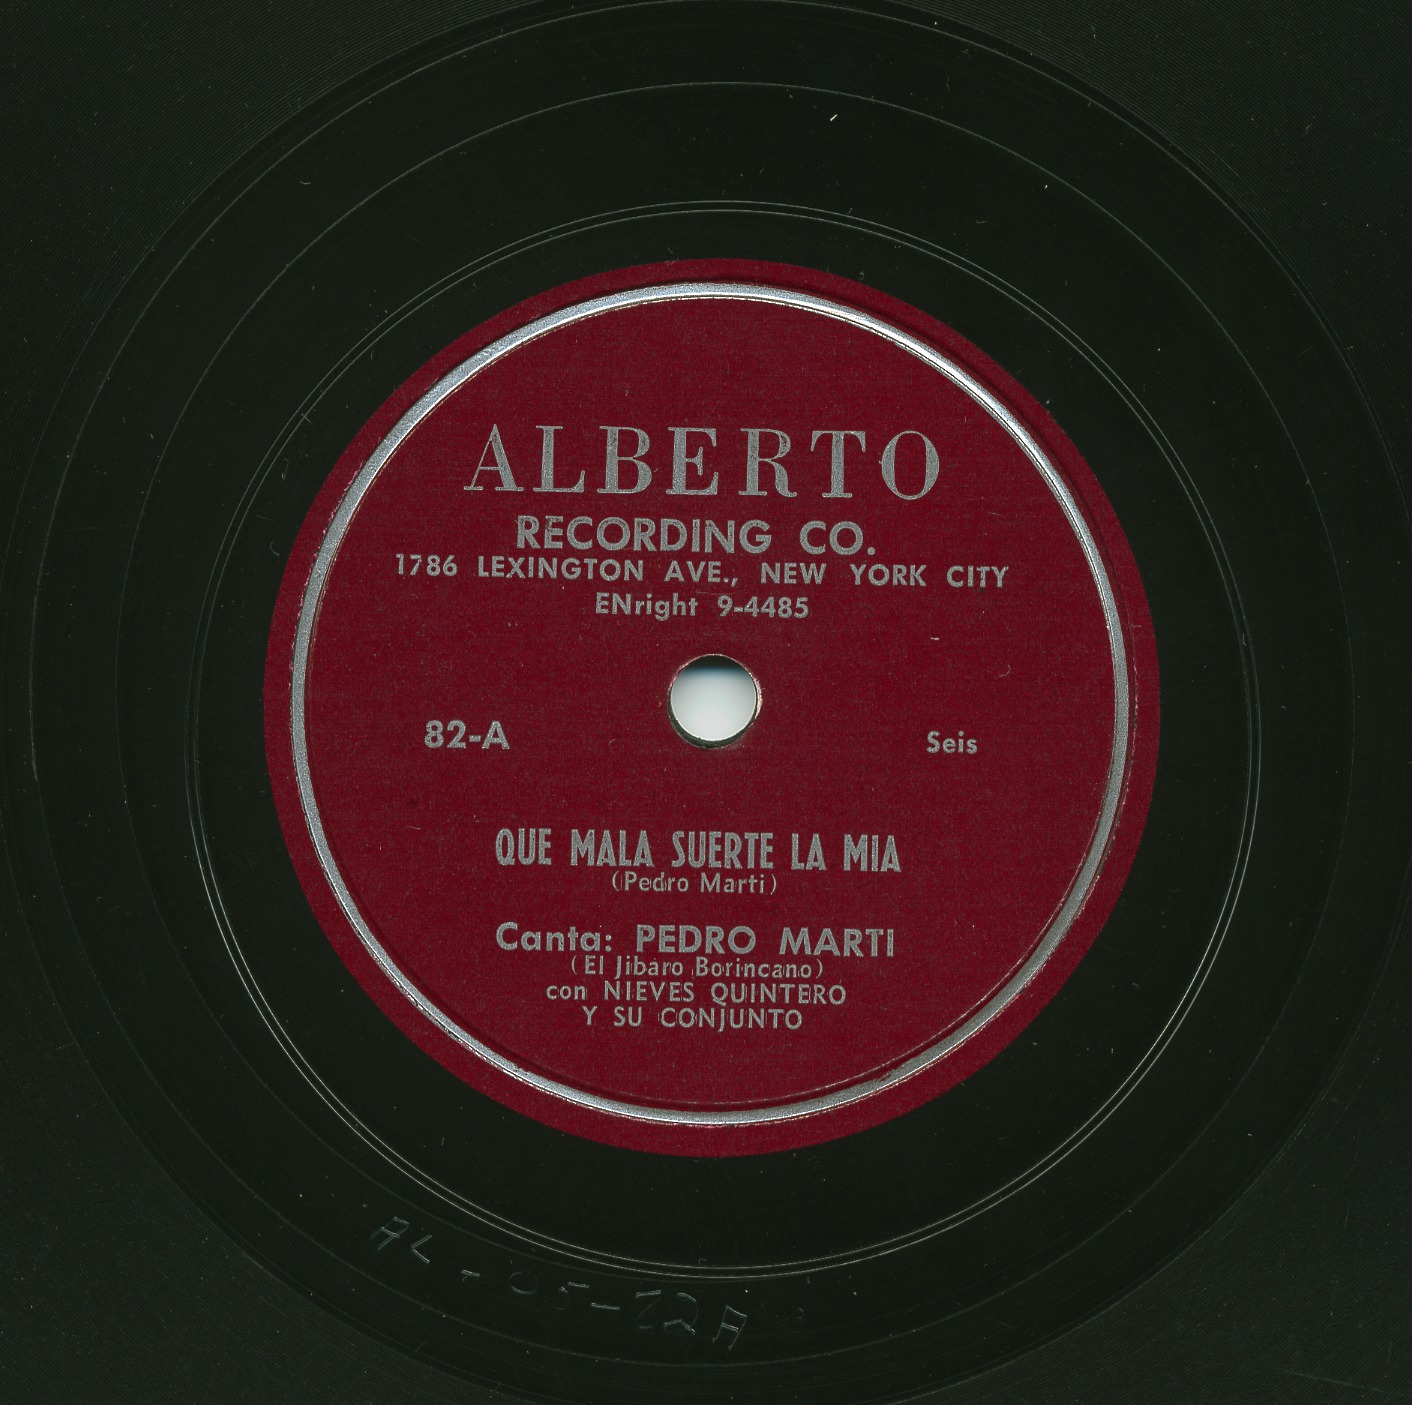 ALBERTO
RECORDING CO.
1786 LEXINGTON AVE., NEW YORK CITY
ENright 9-4485
82-A
Seis
QUE MALA SUERTE LA MIA
(Pedro Marti)
Canta: PEDRO MARTI
(El Jibaro Borincano)
con NIEVES QUINTERO
Y SU CONJUNTO